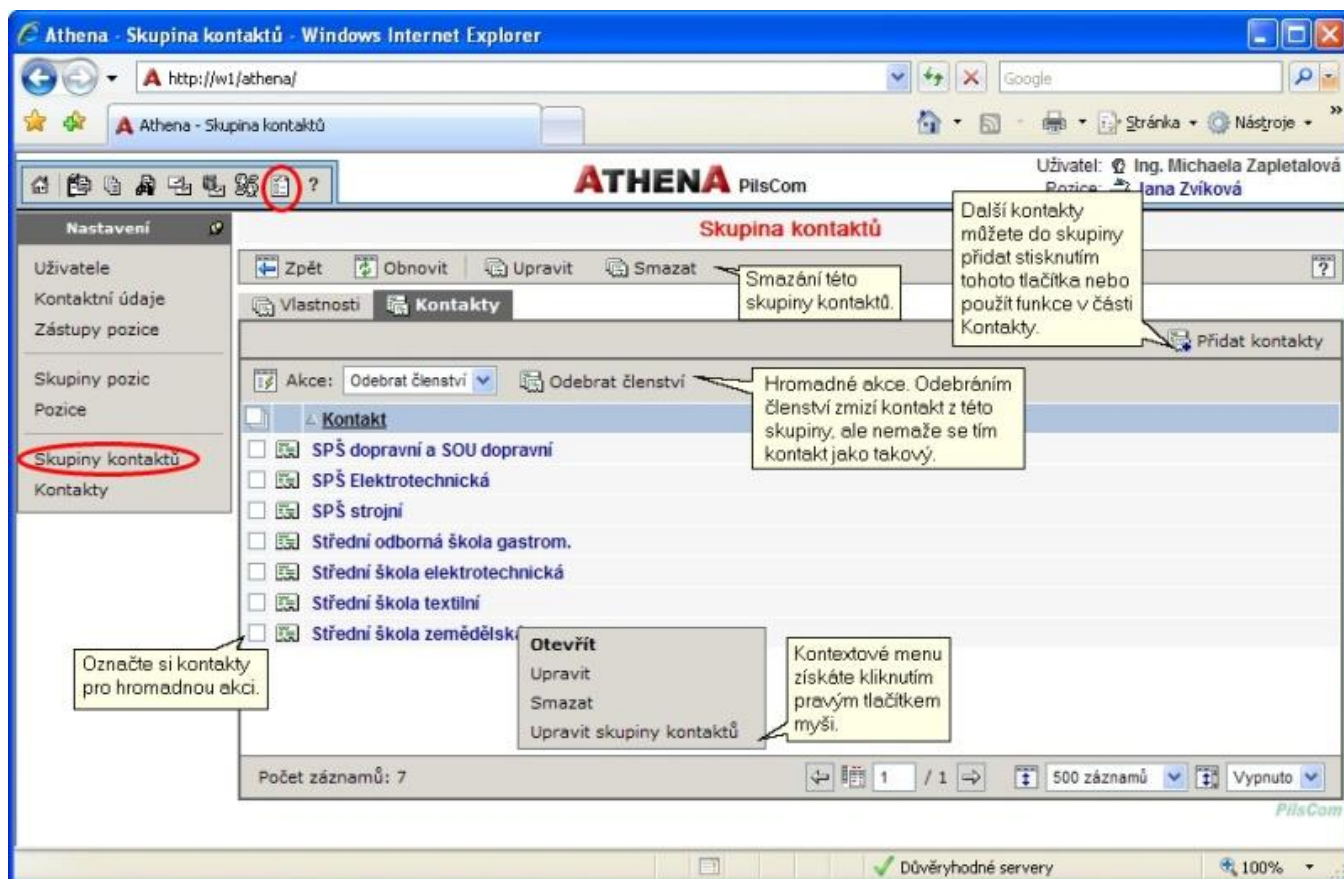 Athena - Skupina kontaktů - Windows Internet Explorer
http://w1/athena/
Google
Athena - Skupina kontaktů
Stránka
Nástroje
»
?
ATHENA PilsCom
Uživatel: Ing. Michaela Zapletalová
Pozice: Jana Zvíková
Nastavení
Uživatele
Kontaktní údaje
Zástupy pozice
Skupiny pozic
Pozice
Skupiny kontaktů
Kontakty
Skupina kontaktů
Zpět
Obnovit
Upravit
Smazat
?
Smazání této
skupiny kontaktů.
Další kontakty
můžete do skupiny
přidat stisknutím
tohoto tlačítka nebo
použít funkce v části
Kontakty.
Vlastnosti
Kontakty
Přidat kontakty
Akce: Odebrat členství
Odebrat členství
Hromadné akce. Odebráním
členství zmizí kontakt z této
skupiny, ale nemaže se tím
kontakt jako takový.
Kontakt
SPŠ dopravní a SOU dopravní
SPŠ Elektrotechnická
SPŠ strojní
Střední odborná škola gastrom.
Střední škola elektrotechnická
Střední škola textilní
Střední škola zemědělsk
Označte si kontakty
pro hromadnou akci.
Otevřít
Upravit
Smazat
Upravit skupiny kontaktů
Kontextové menu
získáte kliknutím
pravým tlačítkem
myši.
Počet záznamů: 7
1 / 1
500 záznamů
Vypnuto
PilsCom
Důvěryhodné servery
100%